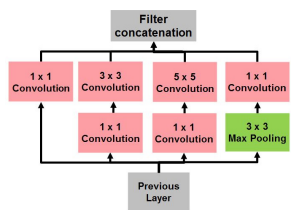 Filter
concatenation
1 x 1
Convolution
3 x 3
Convolution
5 x 5
Convolution
1 x 1
Convolution
1 x 1
Convolution
1 x 1
Convolution
3 x 3
Max Pooling
Previous
Layer